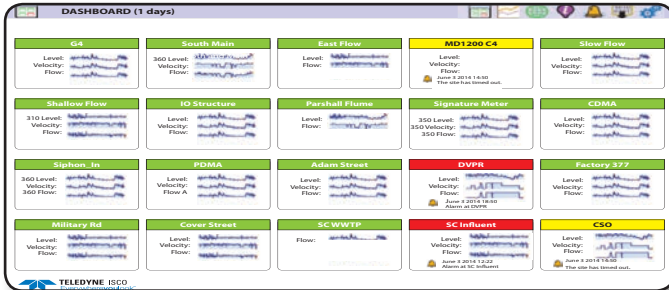 DASHBOARD (1 days)
G4
Level:
Velocity:
Flow:
South Main
360 Level:
Velocity:
Flow:
East Flow
Level:
Flow:
MD1200 C4
Level:
Velocity:
Flow:
June 3 2014 14:50
The site has timed out.
Slow Flow
Level:
Velocity:
Flow:
Shallow Flow
310 Level:
Velocity:
Flow:
IO Structure
Level:
Velocity:
Flow:
Parshall Flume
Level:
Flow:
Signature Meter
350 Level:
350 Velocity:
350 Flow:
CDMA
Level:
Velocity:
Flow:
Siphon_In
360 Level:
Velocity:
360 Flow:
PDMA
Level:
Velocity:
Flow A
Adam Street
Level:
Velocity:
Flow:
DVPR
Level:
Velocity:
Flow:
June 3 2014 18:50
Alarm at DVPR
Factory 377
Level:
Velocity:
Flow:
Military Rd
Level:
Velocity:
Flow:
Cover Street
Level:
Velocity:
Flow:
SC WWTP
Flow:
SC Influent
Level:
Velocity:
Flow:
June 3 2014 12:22
Alarm at SC Influent
CSO
Level:
Velocity:
Flow:
June 3 2014 14:50
The site has timed out.
TELEDYNE ISCO
Everywhereyoulook